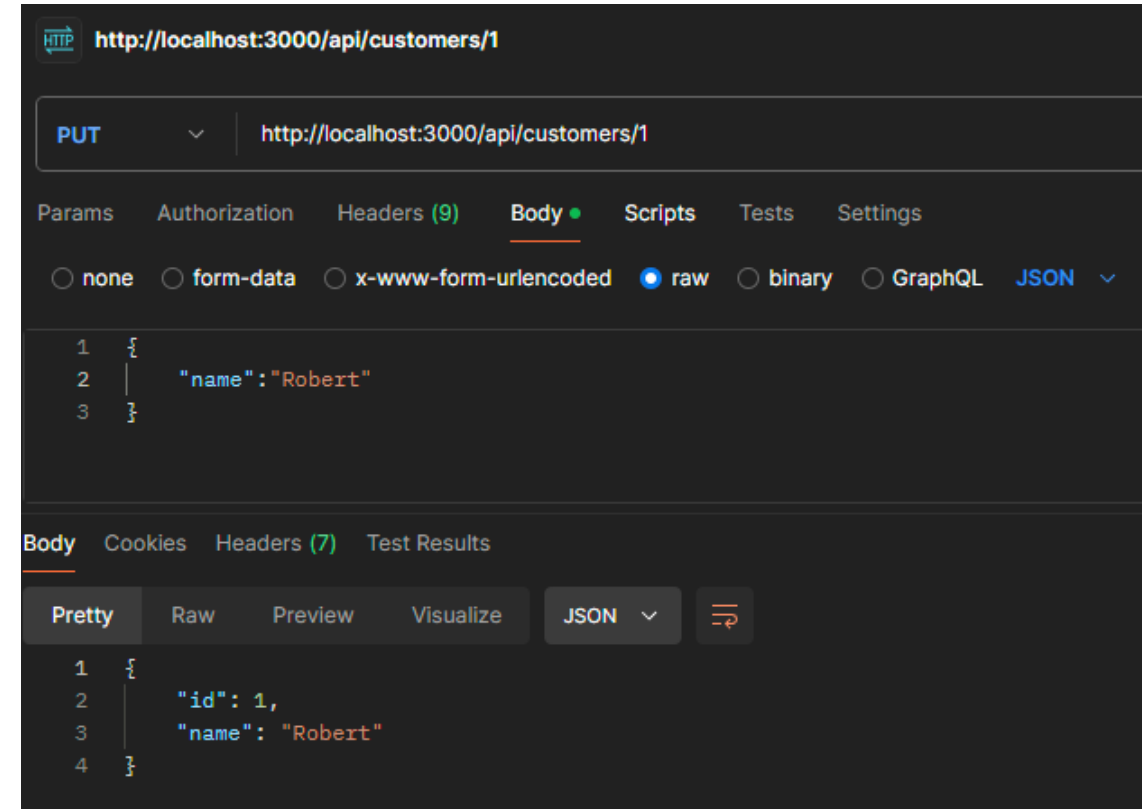 HTTP http://localhost:3000/api/customers/1
PUT http://localhost:3000/api/customers/1
Params Authorization Headers (9) Body Scripts Tests Settings
none form-data x-www-form-urlencoded raw binary GraphQL JSON
1 {
2 "name":"Robert"
3 }
Body Cookies Headers (7) Test Results
Pretty Raw Preview Visualize JSON
1 {
2 "id": 1,
3 "name": "Robert"
4 }